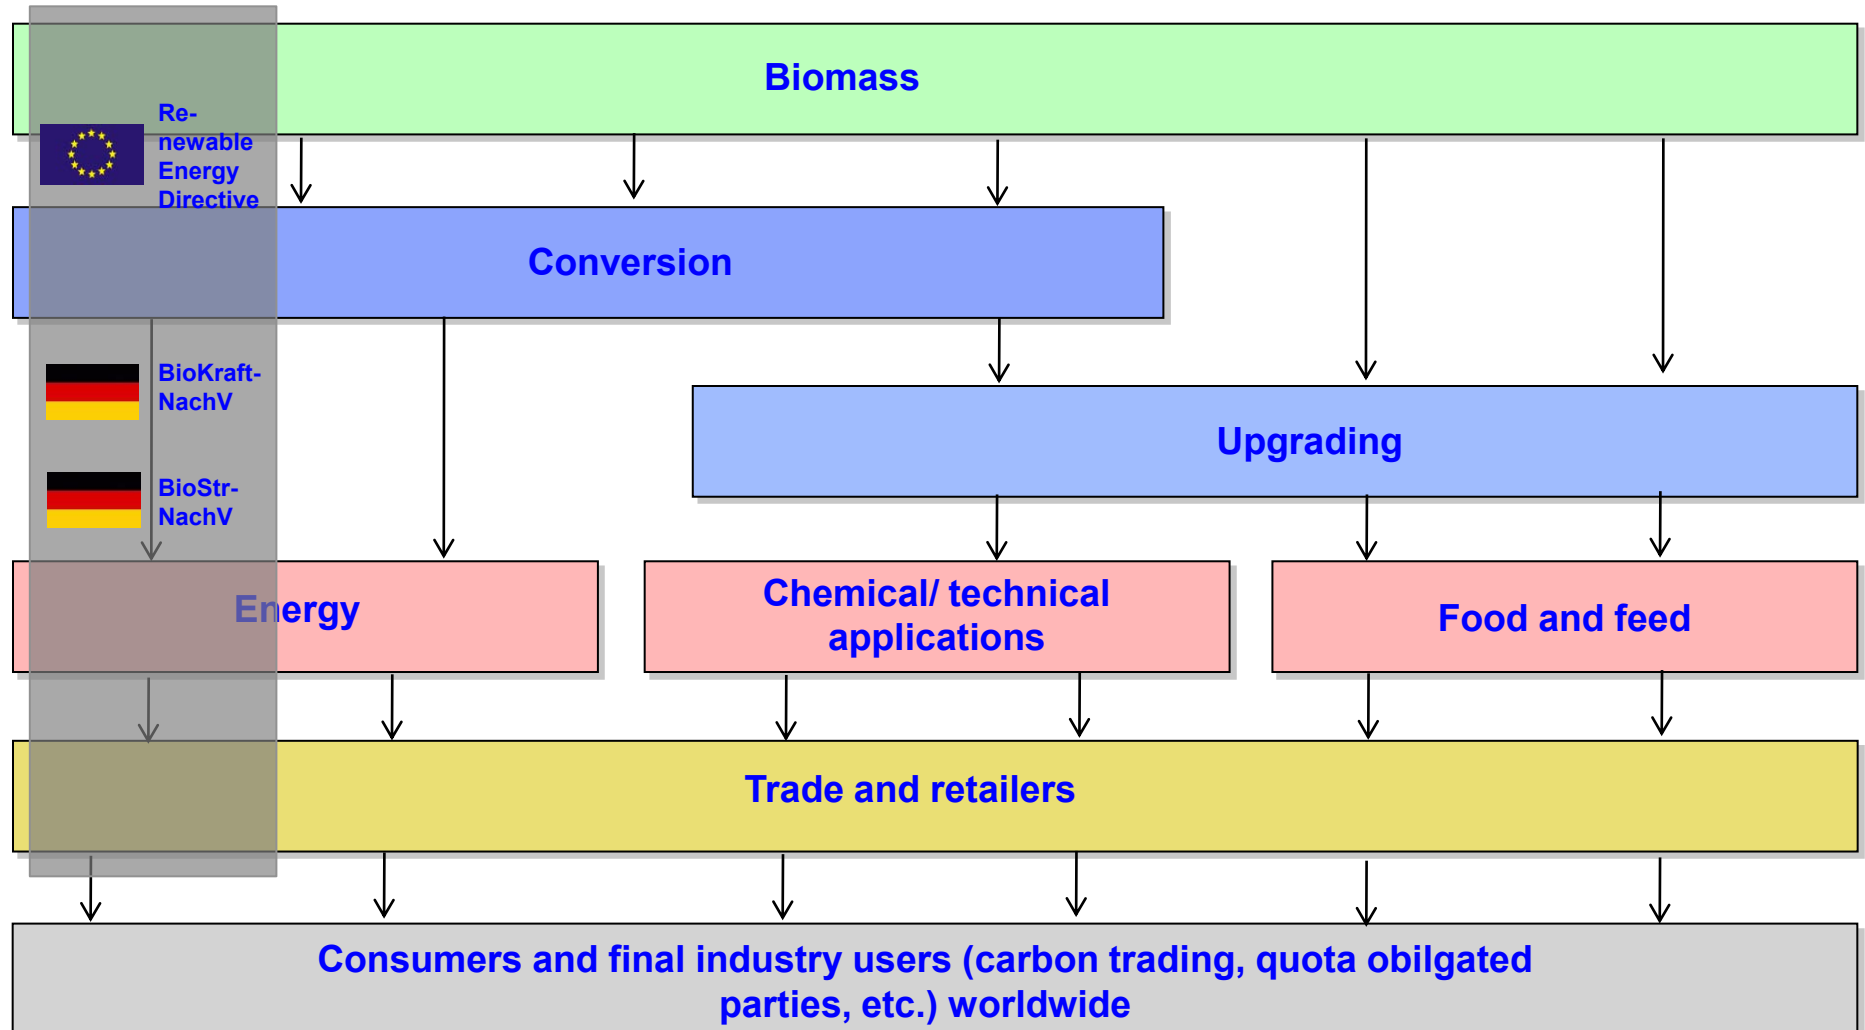 Biomass
Re-
newable
Energy
Directive
Conversion
BioKraft-
NachV
Upgrading
BioStr-
NachV
Energy
Chemical/ technical
applications
Food and feed
Trade and retailers
Consumers and final industry users (carbon trading, quota obilgated
parties, etc.) worldwide